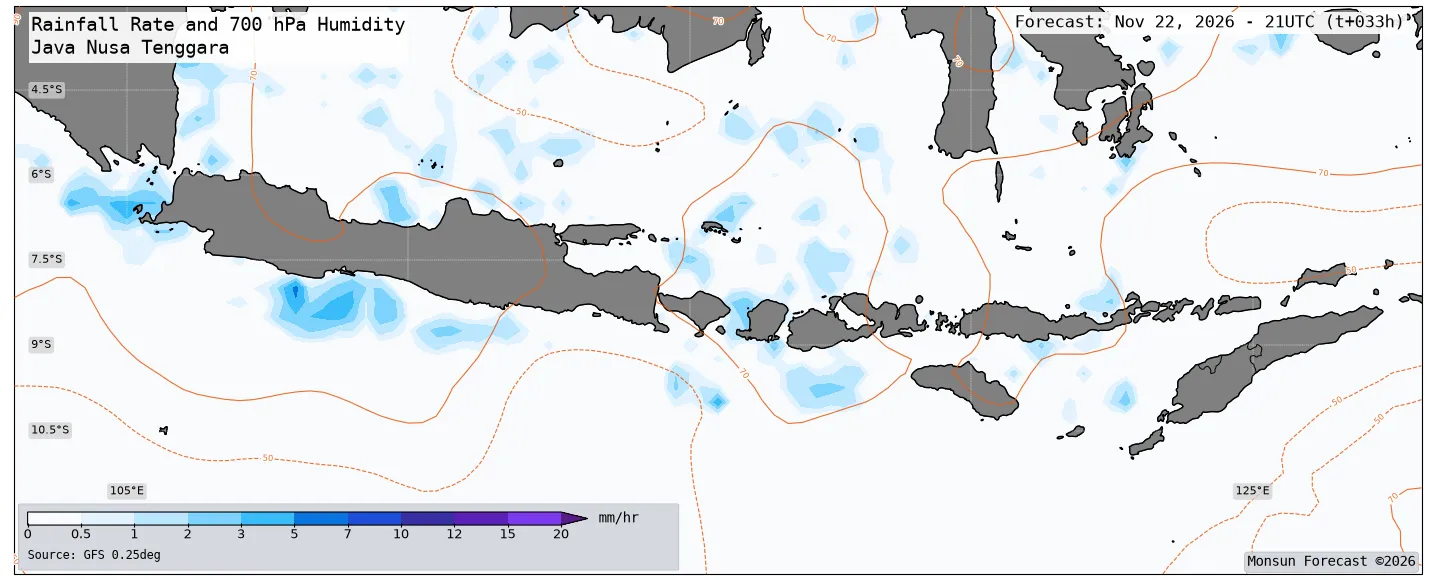 Rainfall Rate and 700 hPa Humidity
Java Nusa Tenggara
Forecast: Nov 22, 2026 - 21UTC (t+033h)
70
70
70
70
4.5°S
50
6°S
70
7.5°S
50
9°S
70
50
50
10.5°S
50
105°E
125°E
70
0 0.5 1 2 3 5 7 10 12 15 20 mm/hr
Source: GFS 0.25deg
Monsun Forecast ©2026